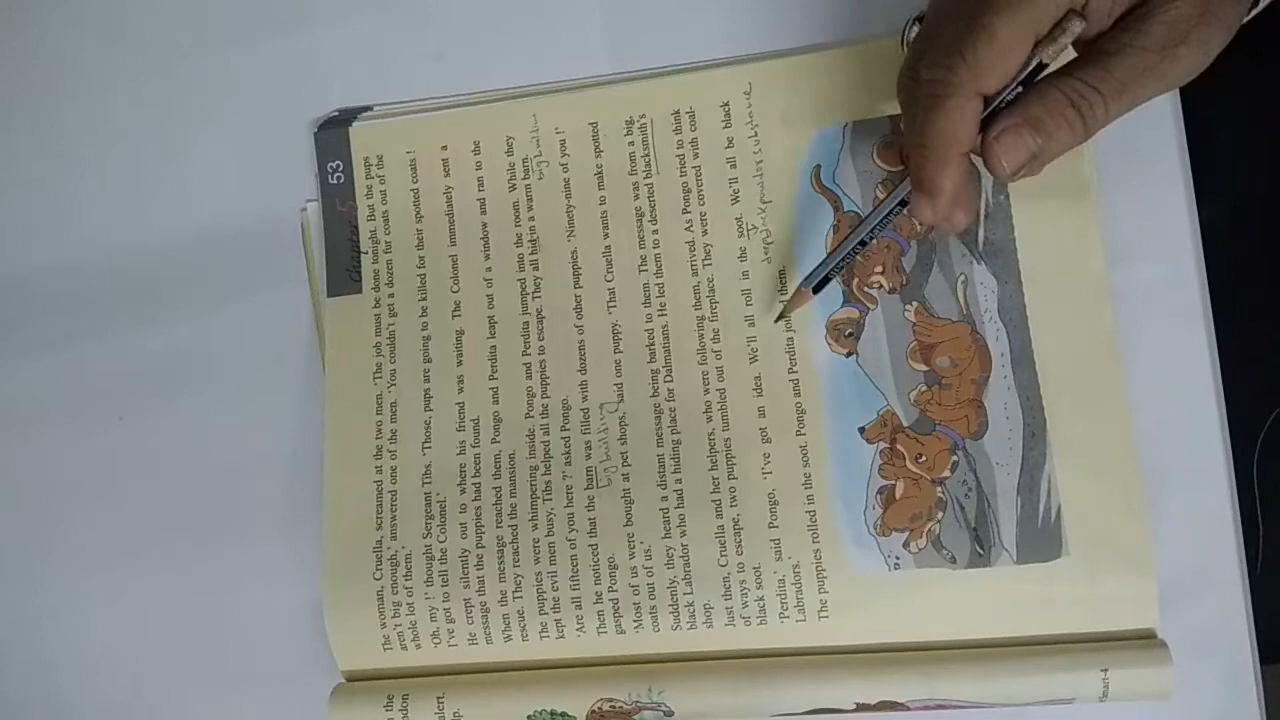 53
Chapter 5
The woman, Cruella, screamed at the two men. 'The job must be done tonight. But the pups
aren't big enough,' answered one of the men. 'You couldn't get a dozen fur coats out of the
whole lot of them.'
'Oh, my !' thought Sergeant Tibs. 'Those, pups are going to be killed for their spotted coats !
I've got to tell the Colonel.'
He crept silently out to where his friend was waiting. The Colonel immediately sent a
message that the puppies had been found.
When the message reached them, Pongo and Perdita leapt out of a window and ran to the
rescue. They reached the mansion.
The puppies were whimpering inside. Pongo and Perdita jumped into the room. While they
kept the evil men busy, Tibs helped all the puppies to escape. They all hid in a warm barn.
big building
'Are all fifteen of you here ?' asked Pongo.
Then he noticed that the barn was filled with dozens of other puppies. 'Ninety-nine of you !'
big building
gasped Pongo.
'Most of us were bought at pet shops,' said one puppy. 'That Cruella wants to make spotted
coats out of us.'
Suddenly, they heard a distant message being barked to them. The message was from a big,
black Labrador who had a hiding place for Dalmatians. He led them to a deserted blacksmith's
shop.
Just then, Cruella and her helpers, who were following them, arrived. As Pongo tried to think
of ways to escape, two puppies tumbled out of the fireplace. They were covered with coal-
black soot.
'Perdita,' said Pongo, 'I've got an idea. We'll all roll in the soot. We'll all be black
deep black powder substance
Labradors.'
The puppies rolled in the soot. Pongo and Perdita them.
the
ndon
alert.
lp.
Smart-4
Apsara Platinum